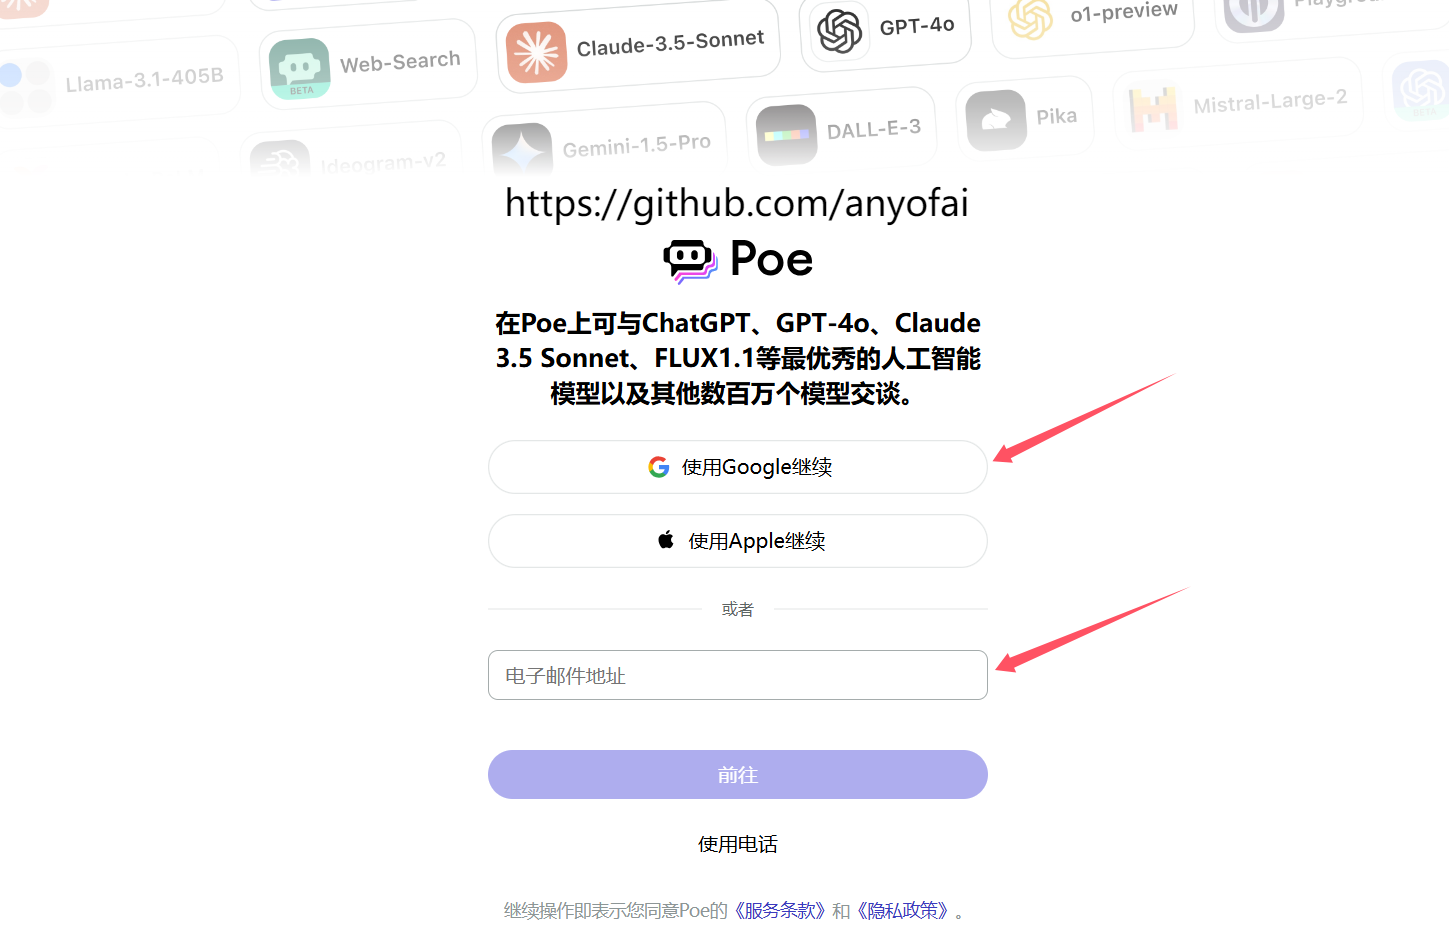 Llama-3.1-405B
Web-Search
BETA
Claude-3.5-Sonnet
GPT-4o
o1-preview
Ideogram-v2
Gemini-1.5-Pro
DALL-E-3
Pika
Mistral-Large-2
BETA
https://github.com/anyofai
Poe
在Poe上可与ChatGPT、GPT-4o、Claude
3.5 Sonnet、FLUX1.1等最优秀的人工智能
模型以及其他数百万个模型交谈。
使用Google继续
使用Apple继续
或者
电子邮件地址
前往
使用电话
继续操作即表示您同意Poe的《服务条款》和《隐私政策》。